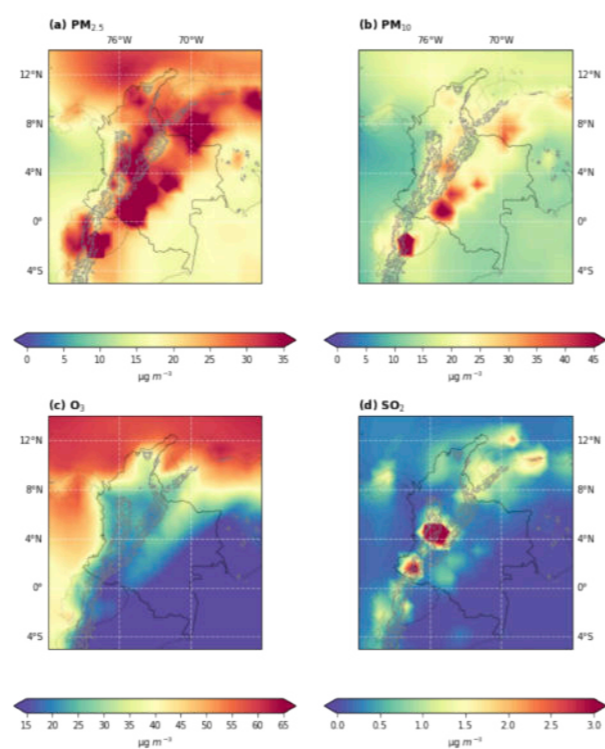 (a) PM2.5
(b) PM10
76°W 70°W
76°W 70°W
12°N
8°N
4°N
0°
4°S
12°N
8°N
4°N
0°
4°S
0 5 10 15 20 25 30 35
μg m⁻³
0 5 10 15 20 25 30 35 40 45
μg m⁻³
(c) O3
(d) SO2
12°N
8°N
4°N
0°
4°S
12°N
8°N
4°N
0°
4°S
15 20 25 30 35 40 45 50 55 60 65
μg m⁻³
0.0 0.5 1.0 1.5 2.0 2.5 3.0
μg m⁻³